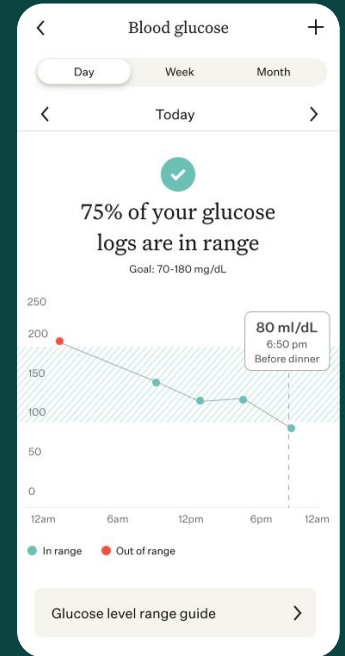 Blood glucose
Day Week Month
Today
75% of your glucose
logs are in range
Goal: 70-180 mg/dL
250
80 ml/dL
6:50 pm
Before dinner
200
150
100
50
0
12am 6am 12pm 6pm 12am
In range Out of range
Glucose level range guide